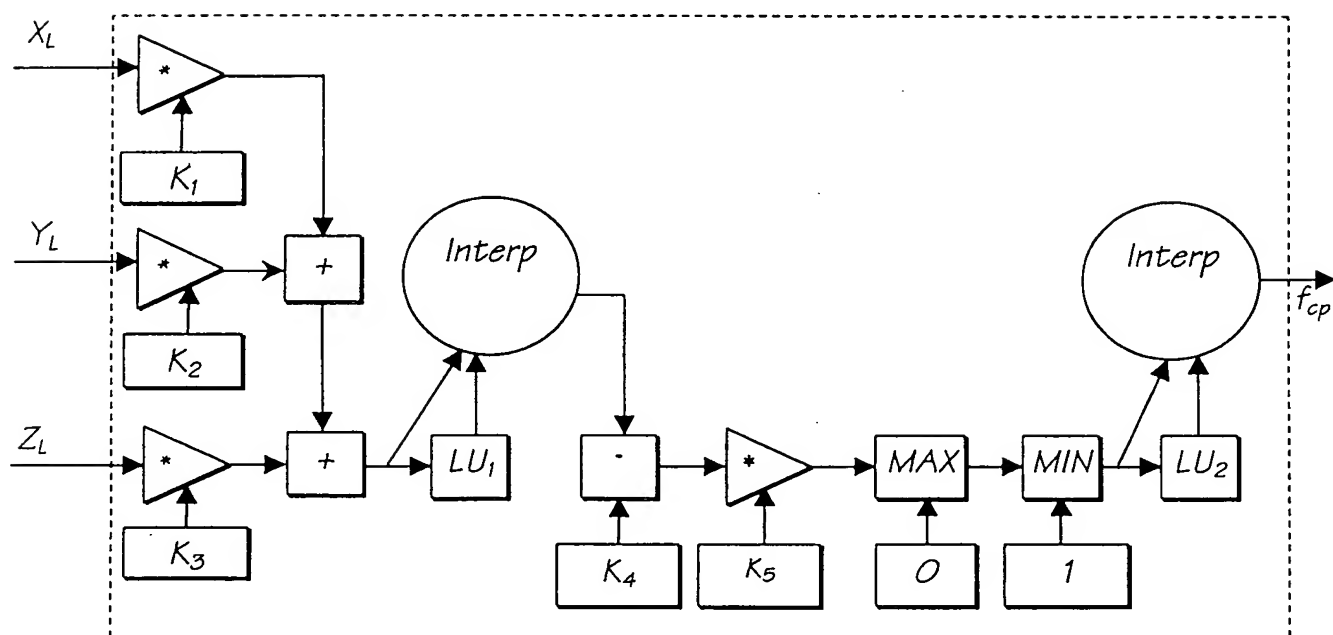 X_L
*
K_1
Y_L
*
K_2
+
Interp
Interp
f_cp
Z_L
*
K_3
+
LU_1
-
K_4
*
K_5
MAX
0
MIN
1
LU_2